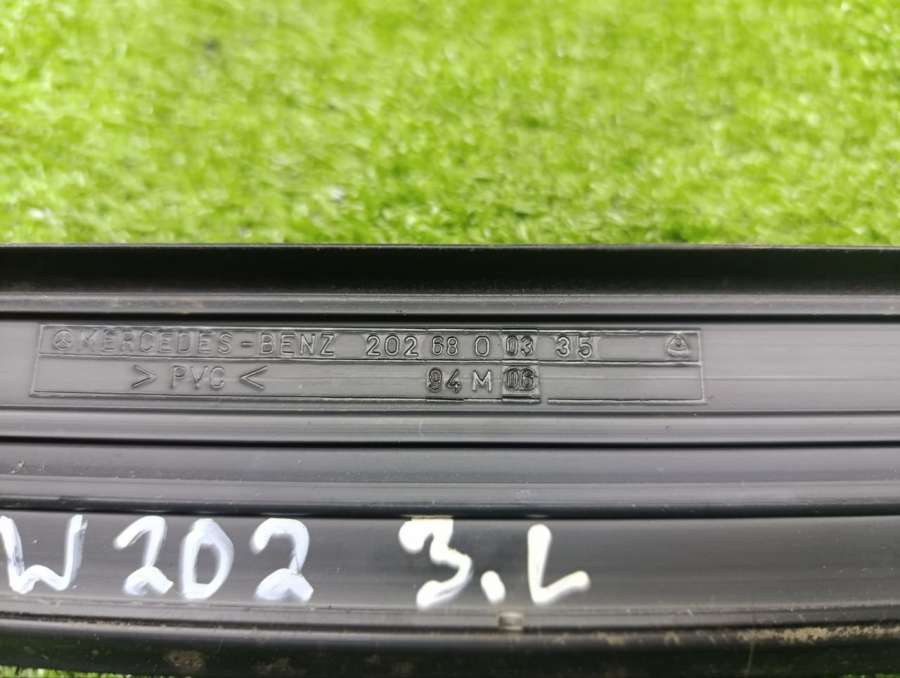 MERCEDES-BENZ 202 68 0 03 35
> PVC < 94 M 06
W202 3.L